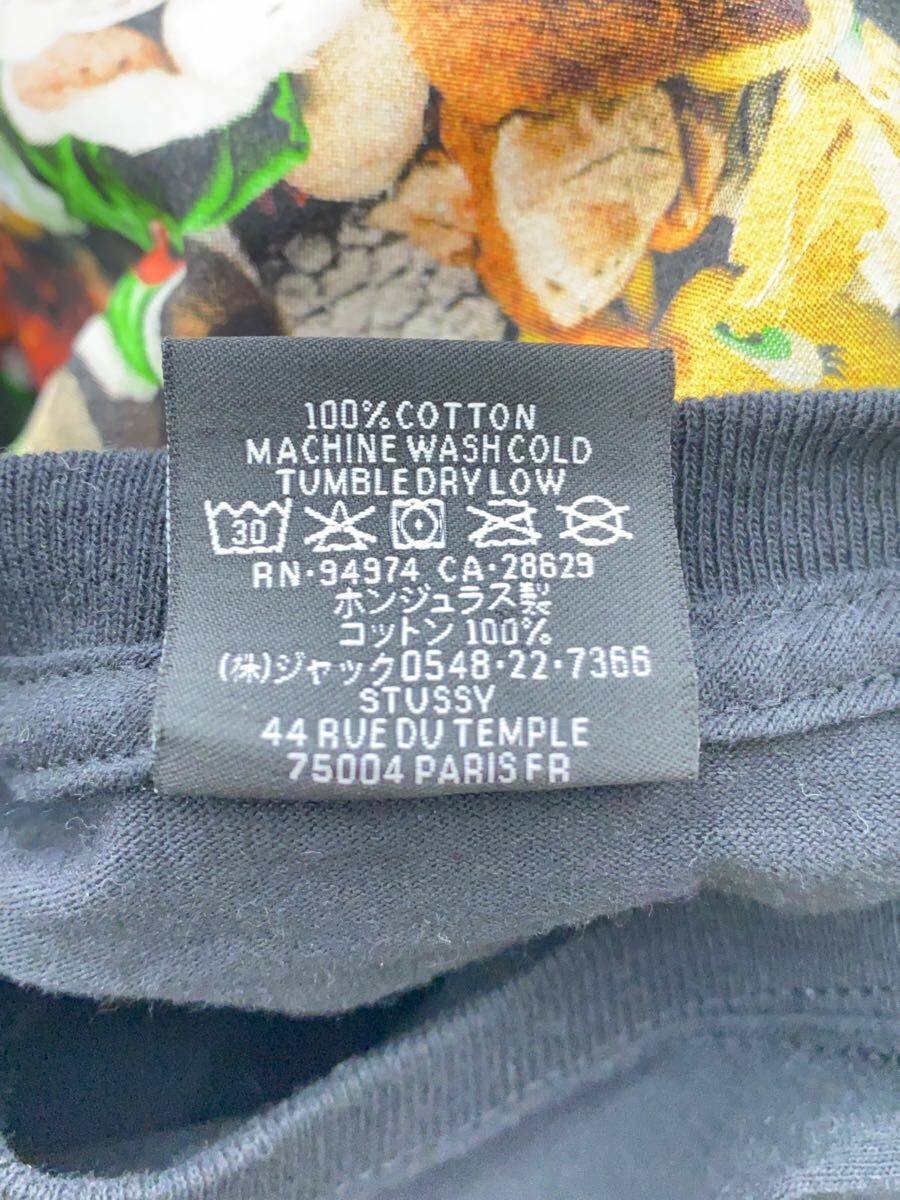 100% COTTON
MACHINE WASH COLD
TUMBLE DRY LOW
30
RN·94974 CA·28629
ホンジュラス製
コットン 100%
(株)ジャック0548·22·7366
STUSSY
44 RUE DU TEMPLE
75004 PARIS FR